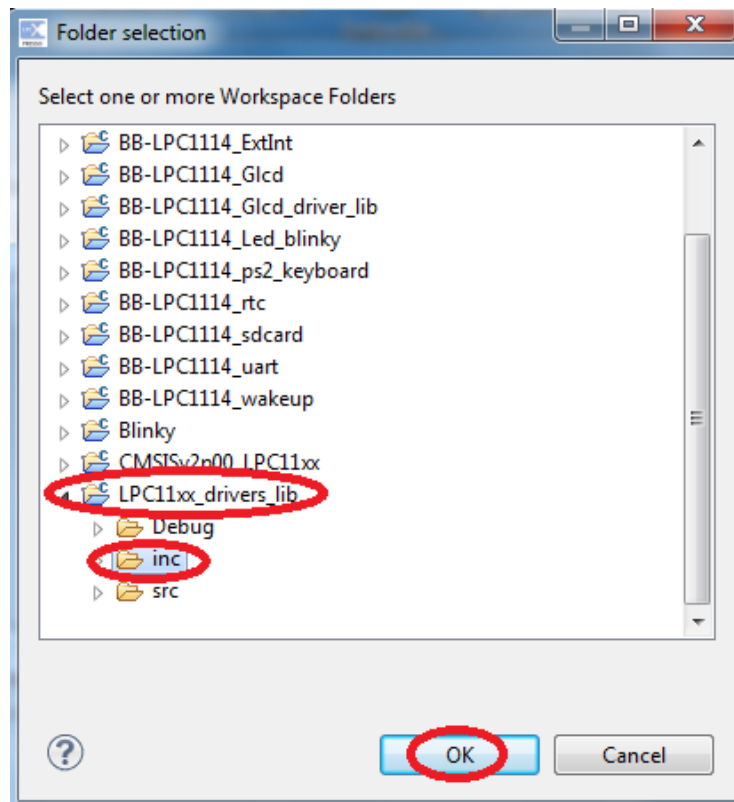 Folder selection
Select one or more Workspace Folders
BB-LPC1114_ExtInt
BB-LPC1114_Glcd
BB-LPC1114_Glcd_driver_lib
BB-LPC1114_Led_blinky
BB-LPC1114_ps2_keyboard
BB-LPC1114_rtc
BB-LPC1114_sdcard
BB-LPC1114_uart
BB-LPC1114_wakeup
Blinky
CMSISv2p00_LPC11xx
LPC11xx_drivers_lib
Debug
inc
src
OK Cancel